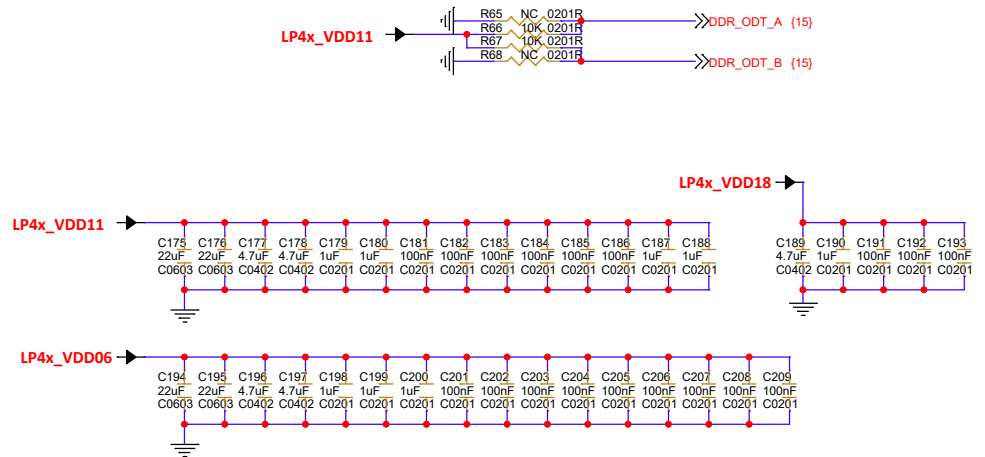 R65 NC 0201R DDR_ODT_A {15}
R66 10K 0201R
LP4x_VDD11
R67 10K 0201R
R68 NC 0201R DDR_ODT_B {15}
LP4x_VDD18
LP4x_VDD11
C175 C176 C177 C178 C179 C180 C181 C182 C183 C184 C185 C186 C187 C188
22uF 22uF 4.7uF 4.7uF 1uF 1uF 100nF 100nF 100nF 100nF 100nF 100nF 1uF 1uF
C0603 C0603 C0402 C0402 C0201 C0201 C0201 C0201 C0201 C0201 C0201 C0201 C0201 C0201
C189 C190 C191 C192 C193
4.7uF 1uF 100nF 100nF 100nF
C0402 C0201 C0201 C0201 C0201
LP4x_VDD06
C194 C195 C196 C197 C198 C199 C200 C201 C202 C203 C204 C205 C206 C207 C208 C209
22uF 22uF 4.7uF 4.7uF 1uF 1uF 1uF 100nF 100nF 100nF 100nF 100nF 100nF 100nF 100nF 100nF
C0603 C0603 C0402 C0402 C0201 C0201 C0201 C0201 C0201 C0201 C0201 C0201 C0201 C0201 C0201 C0201